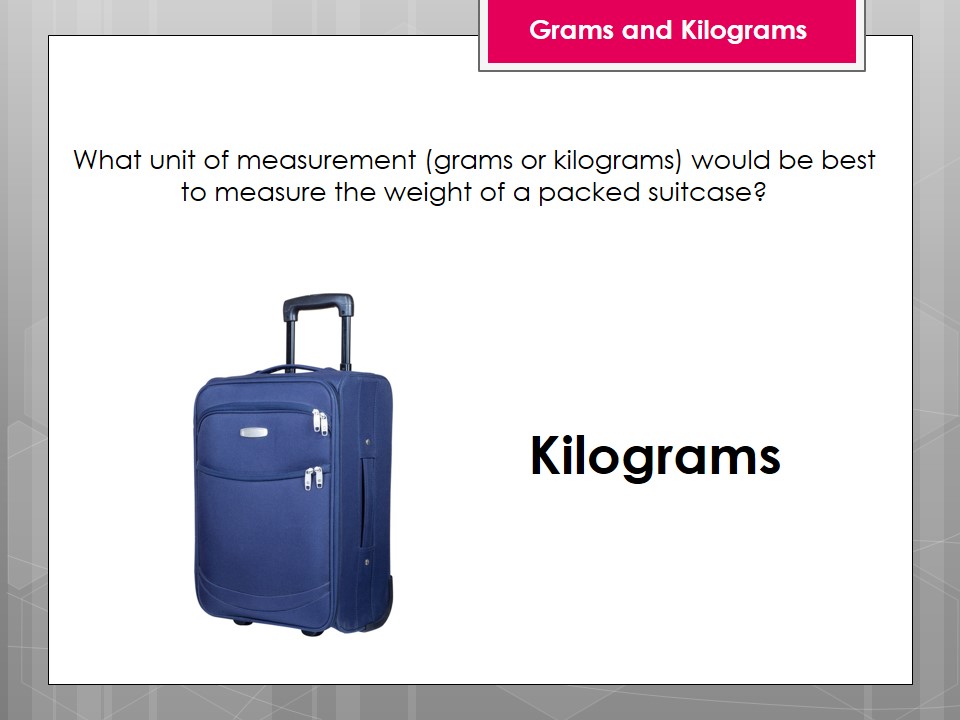 Grams and Kilograms
What unit of measurement (grams or kilograms) would be best
to measure the weight of a packed suitcase?
Kilograms